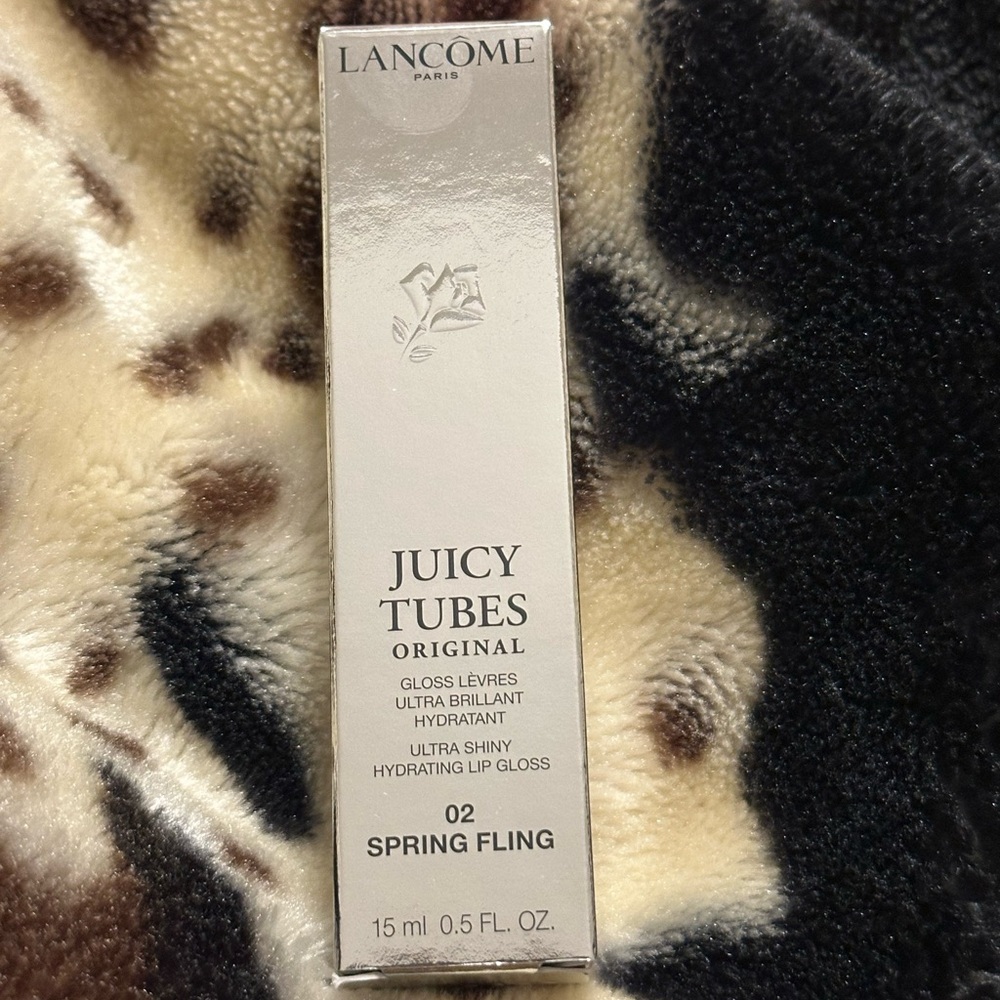 LANCÔME
PARIS
JUICY
TUBES
ORIGINAL
GLOSS LÈVRES
ULTRA BRILLANT
HYDRATANT
ULTRA SHINY
HYDRATING LIP GLOSS
02
SPRING FLING
15 ml 0.5 FL. OZ.